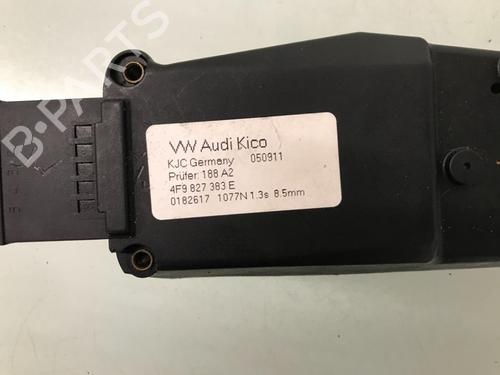 B-PARTS
VW Audi Kico
KJC Germany 050911
Prüfer: 188 A2
4F9 827 383 E
0182617 1077N 1.3s 8.5mm